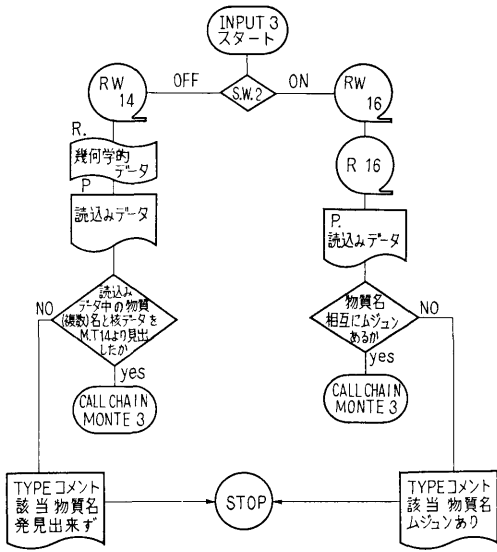 INPUT 3
スタート
OFF
S.W.2
ON
RW
14
R.
幾何学的
データ
P
読込みデータ
読込み
データ中の物質
(複数)名と核データを
M.T14より見出
したか
NO
yes
CALL CHAIN
MONTE 3
TYPEコメント
該当物質名
発見出来ず
RW
16
R 16
P.
読込みデータ
物質名
相互にムジュン
あるか
NO
yes
CALL CHAIN
MONTE 3
TYPEコメント
該当 物質名
ムジュンあり
STOP